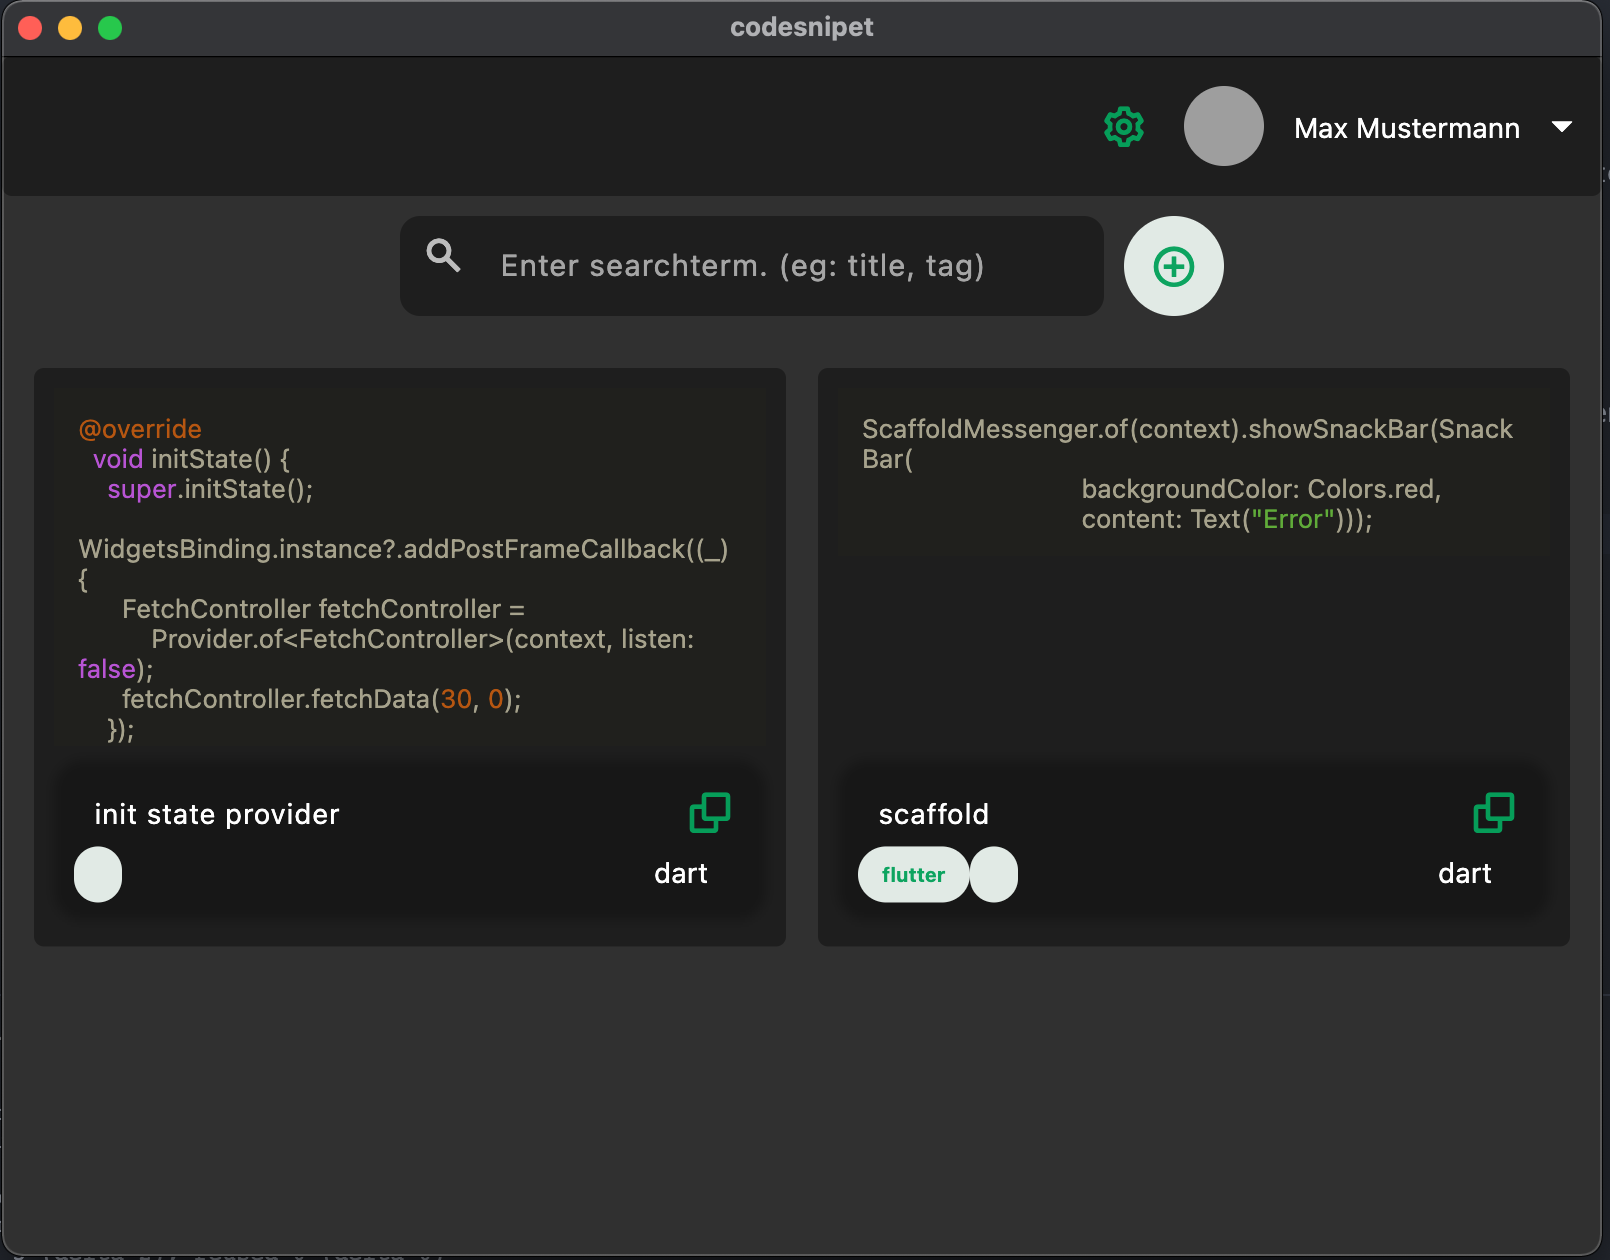 codesnipet
Max Mustermann
Enter searchterm. (eg: title, tag)
@override
void initState() {
super.initState();
WidgetsBinding.instance?.addPostFrameCallback((_)
{
FetchController fetchController =
Provider.of<FetchController>(context, listen:
false);
fetchController.fetchData(30, 0);
});
init state provider
dart
ScaffoldMessenger.of(context).showSnackBar(Snack
Bar(
backgroundColor: Colors.red,
content: Text("Error")));
scaffold
flutter
dart